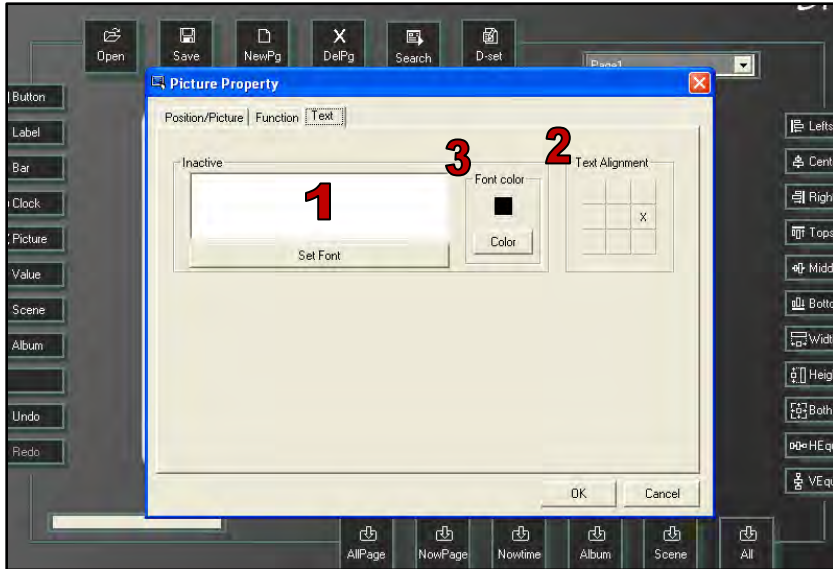 Open Save NewPg DelPg Search D-set
Page1
Picture Property
Button
Label
Bar
Clock
Picture
Value
Scene
Album
Undo
Redo
Position/Picture Function Text
Inactive
1
Set Font
3
Font color
Color
2
Text Alignment
X
OK Cancel
Lefts
Cent
Righ
Tops
Midd
Botto
Widt
Heig
Both
HEqu
VEqu
AllPage NowPage Nowtime Album Scene All